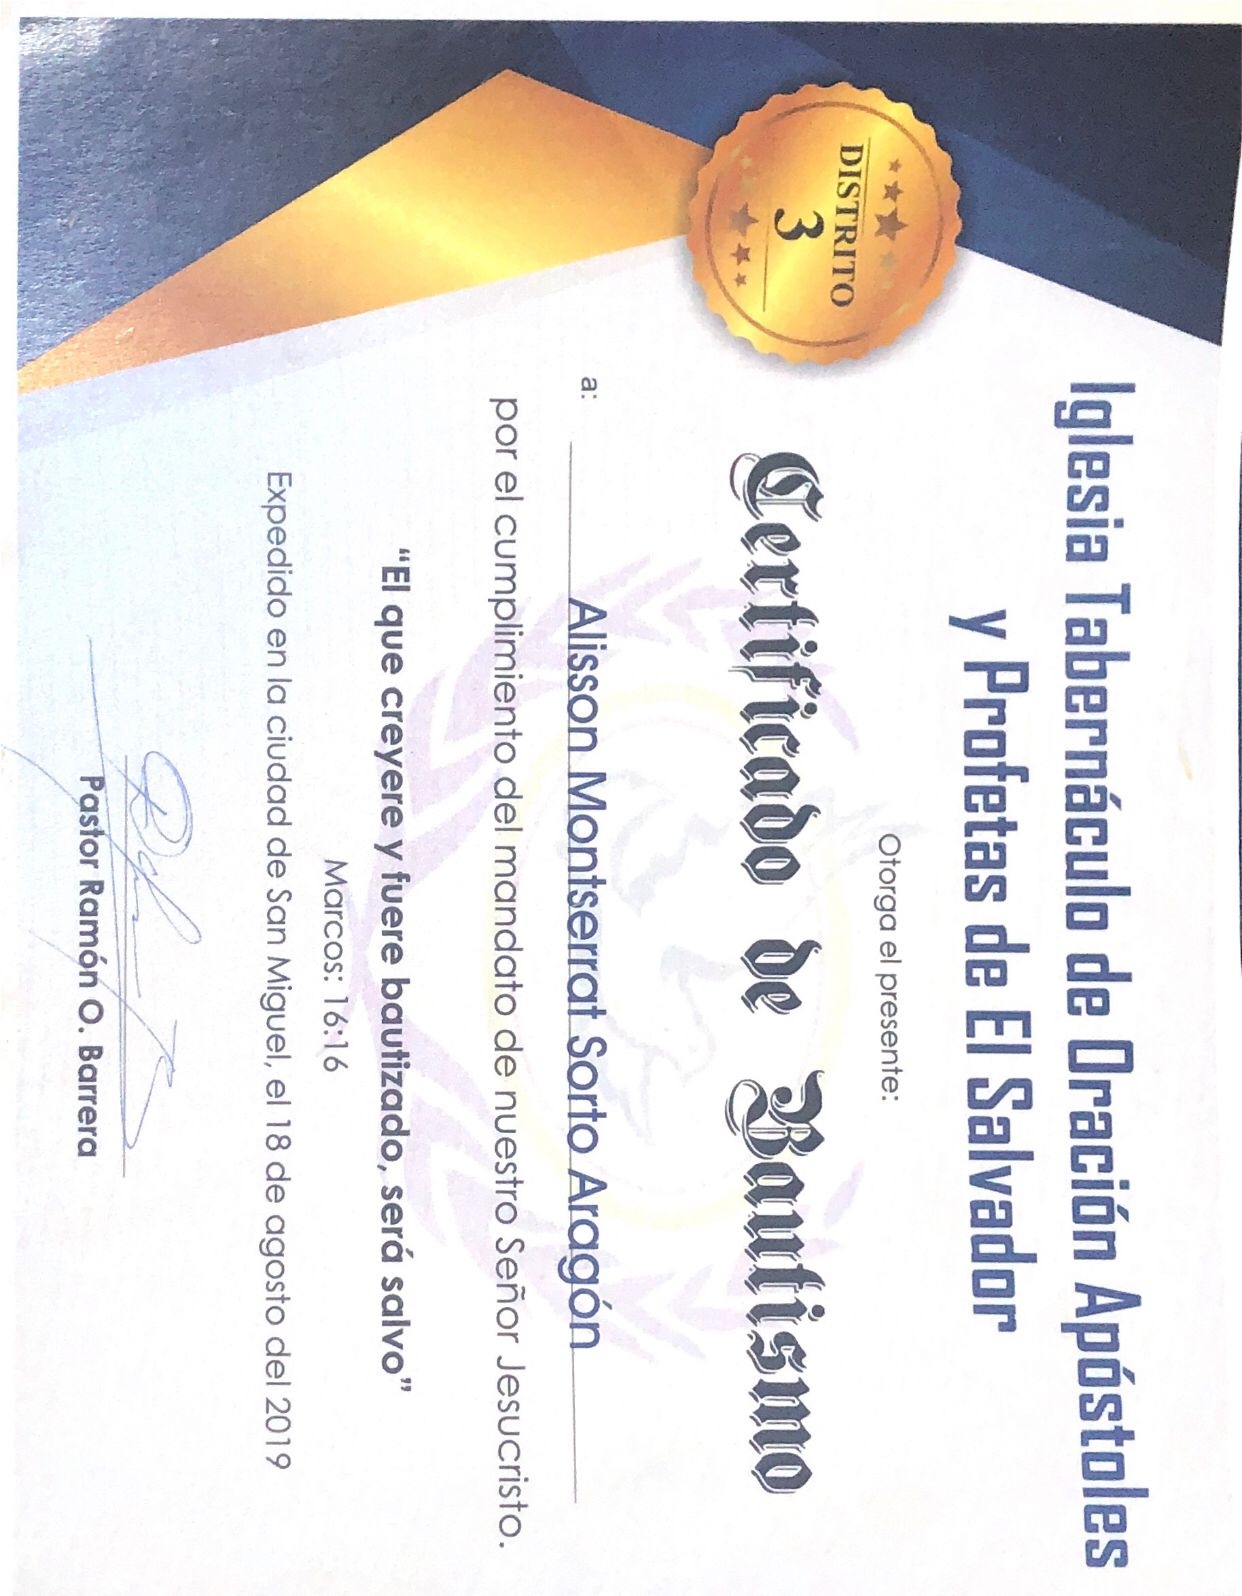 DISTRITO
3
Iglesia Tabernáculo de Oración Apóstoles
y Profetas de El Salvador
Otorga el presente:
Certificado de Bautismo
a: Alisson Montserrat Sorto Aragón
por el cumplimiento del mandato de nuestro Señor Jesucristo.
“El que creyere y fuere bautizado, será salvo”
Marcos: 16:16
Expedido en la ciudad de San Miguel, el 18 de agosto del 2019
Pastor Ramón O. Barrera